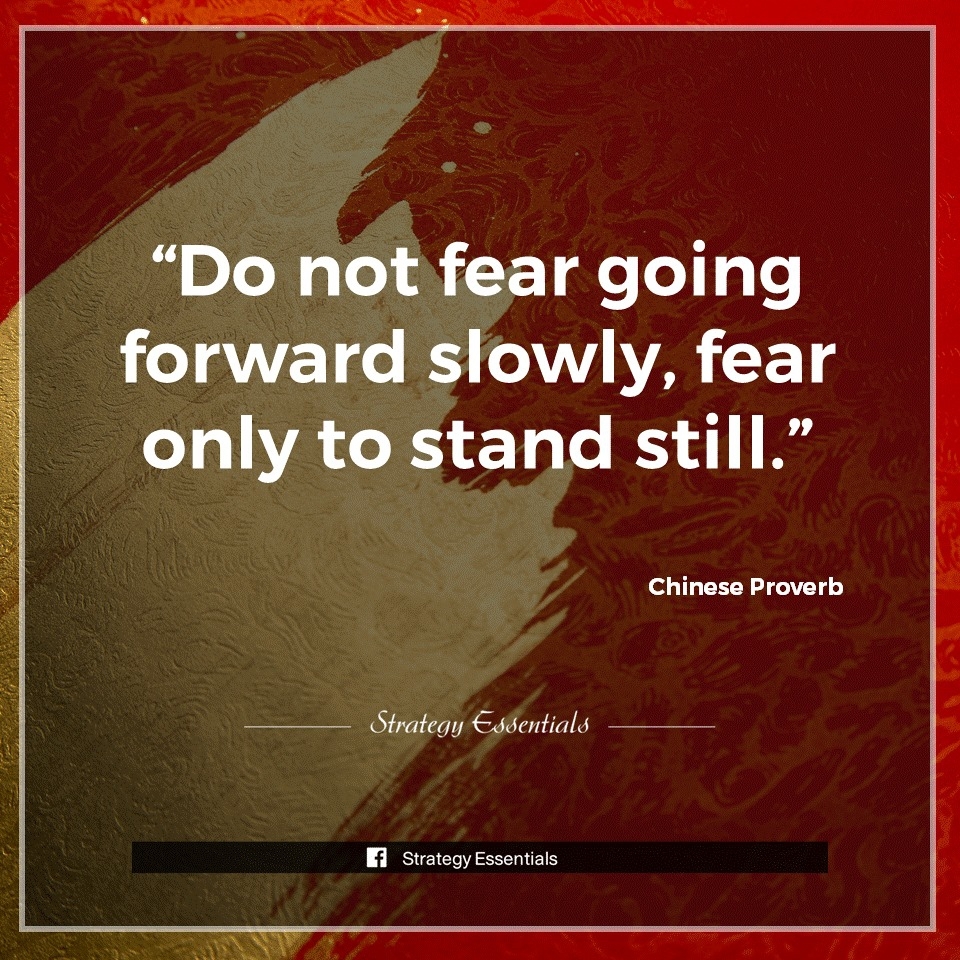 “Do not fear going
forward slowly, fear
only to stand still.”
Chinese Proverb
Strategy Essentials
Strategy Essentials